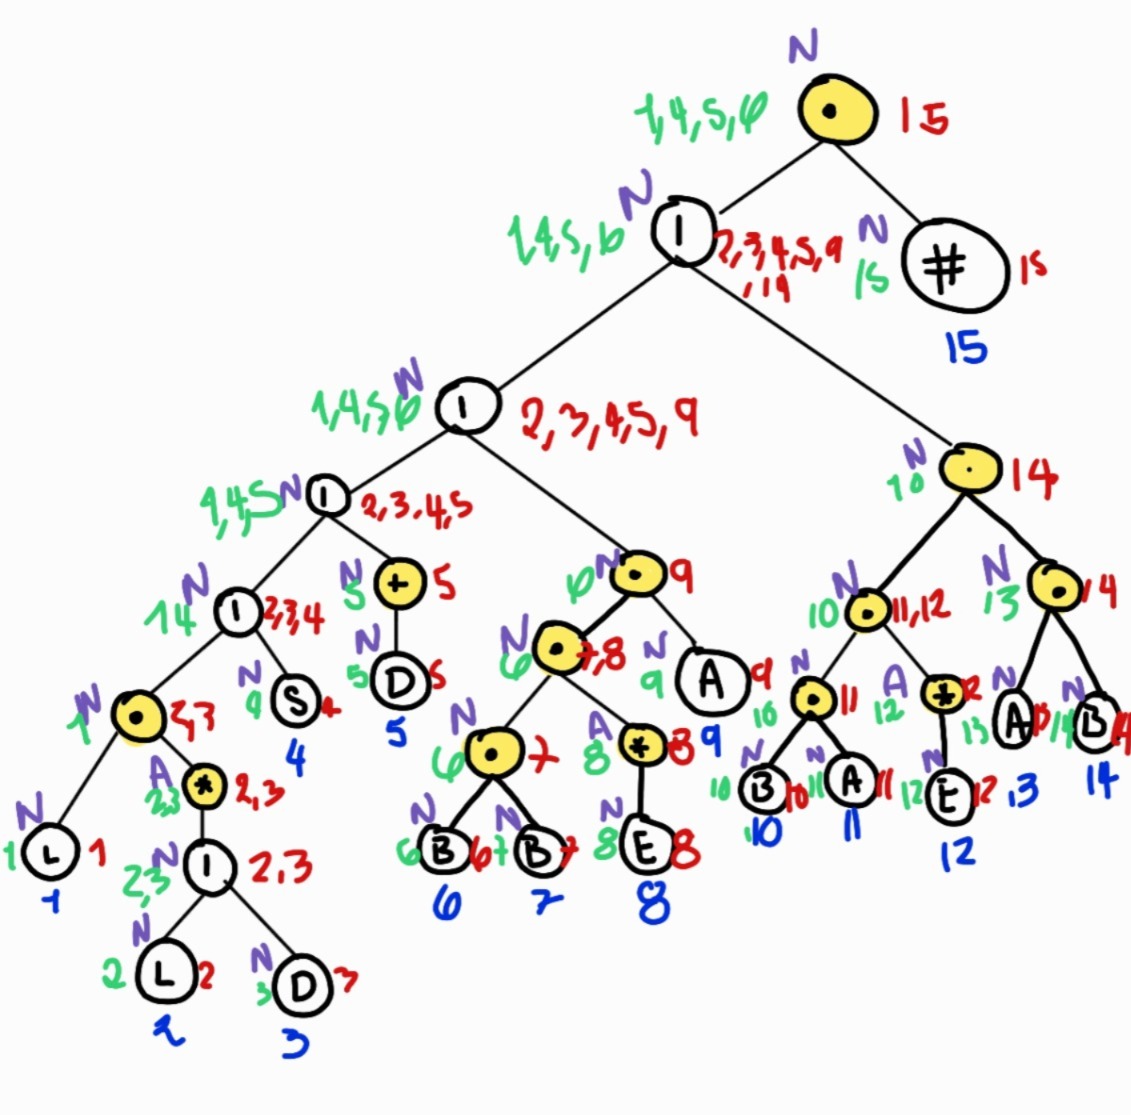 N
1,4,5,6 • 15
N
1,4,5,6 | 2,3,4,5,9
,14
N
15 # 15
15
N
1,4,5,6 | 2,3,4,5,9
N
10 • 14
1,4,5 N | 2,3,4,5
N
5 + 5
N
6 • 9
N
10 • 11,12
N
13 • 14
N
14 | 2,3,4
N
5 D 5
5
N
6 • 7,8
N
9 A 9
9
N
1 • 2,3
N
4 S 4
4
N
10 • 11
A
12 * 12
N
13 A 13
13
N
14 B 14
14
N
6 • 7
A
8 * 8
A
2,3 * 2,3
N
10 B 10
10
N
11 A 11
11
N
12 E 12
12
N
1 L 1
1
N
2,3 | 2,3
N
6 B 6
6
N
7 B 7
7
N
8 E 8
8
N
2 L 2
2
N
3 D 3
3